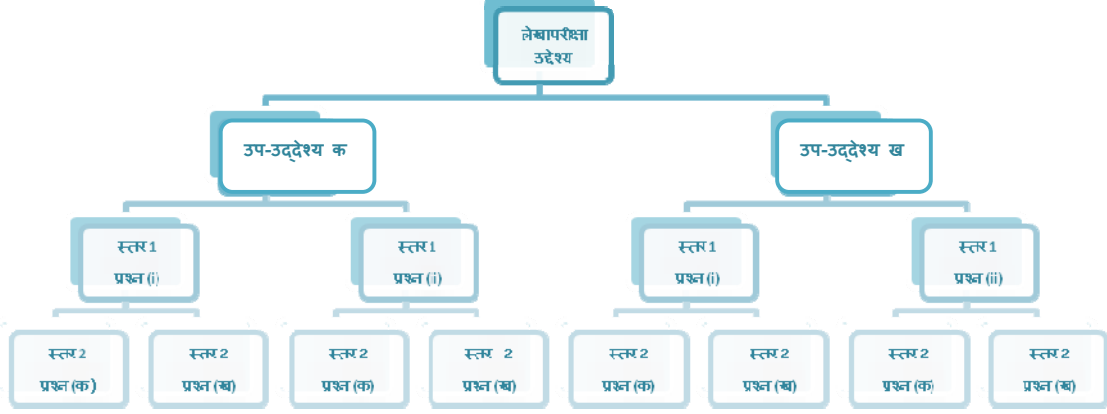 लेखापरीक्षा
उद्देश्य
उप-उद्देश्य क
उप-उद्देश्य ख
स्तर 1
प्रश्न (i)
स्तर 1
प्रश्न (ii)
स्तर 1
प्रश्न (i)
स्तर 1
प्रश्न (ii)
स्तर 2
प्रश्न (क)
स्तर 2
प्रश्न (ख)
स्तर 2
प्रश्न (क)
स्तर 2
प्रश्न (ख)
स्तर 2
प्रश्न (क)
स्तर 2
प्रश्न (ख)
स्तर 2
प्रश्न (क)
स्तर 2
प्रश्न (ख)